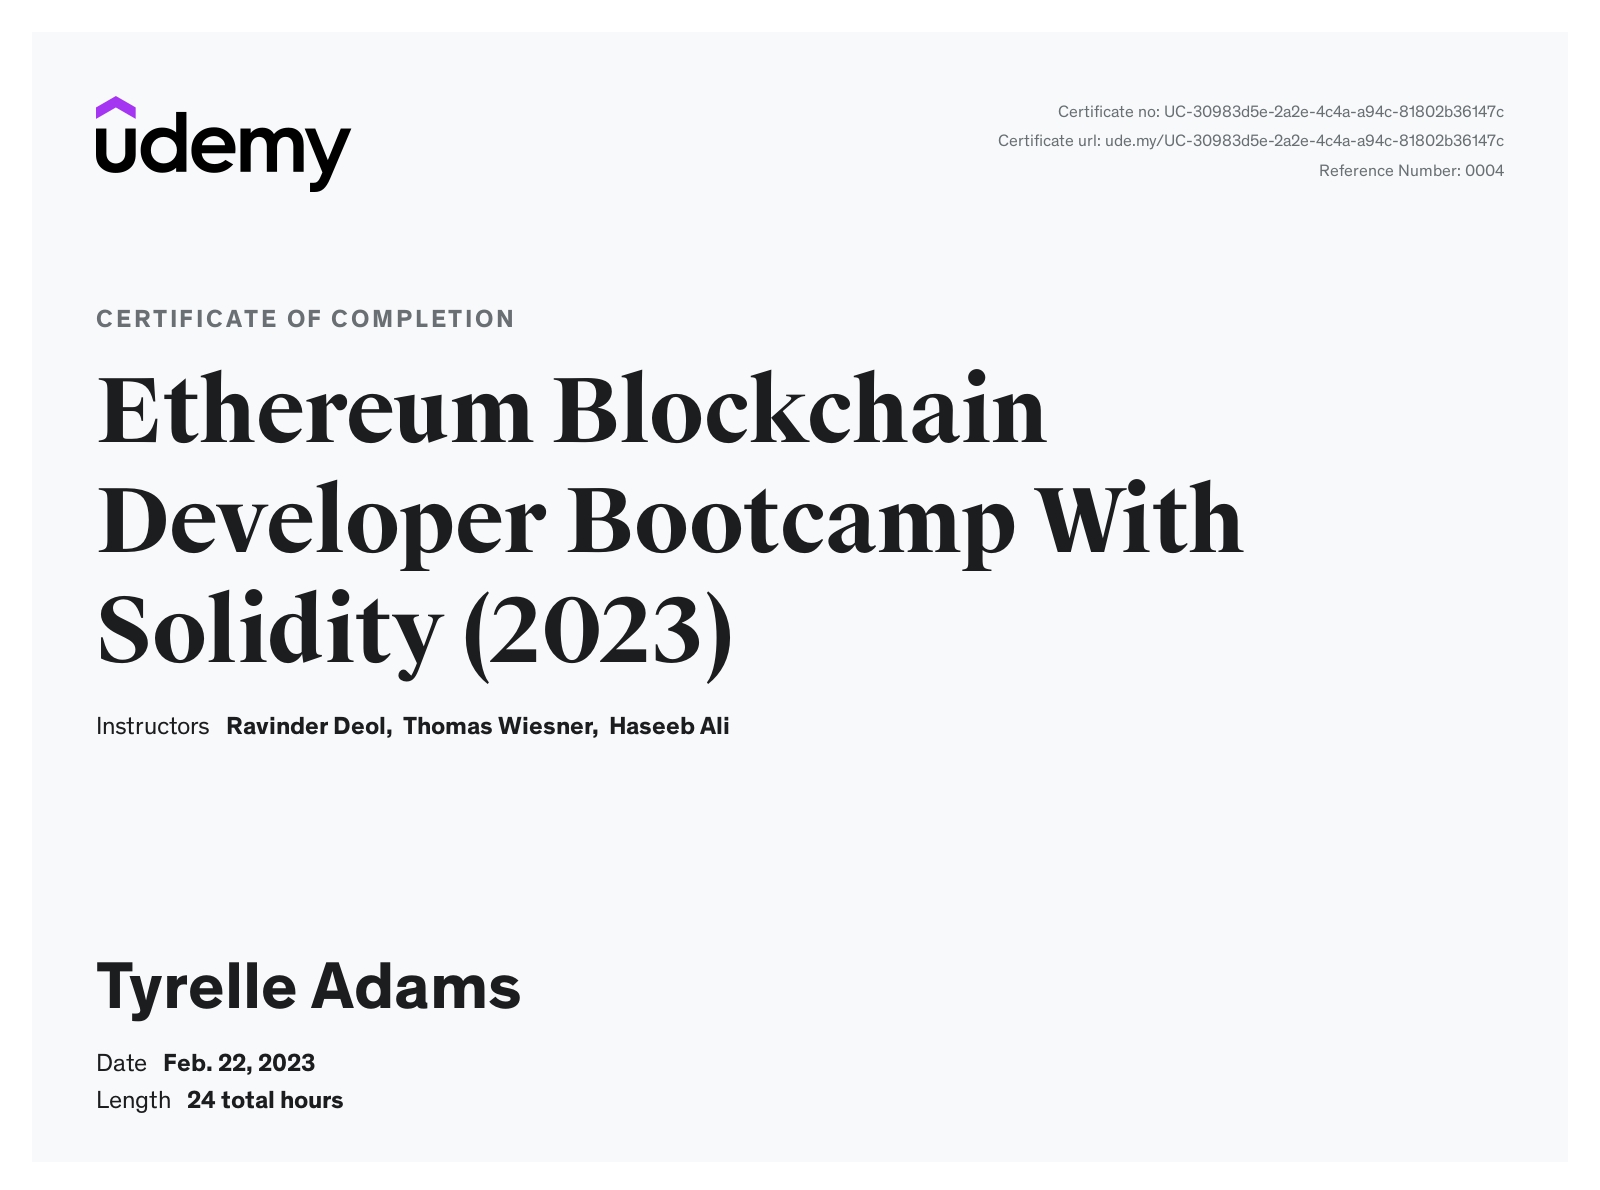 udemy
Certificate no: UC-30983d5e-2a2e-4c4a-a94c-81802b36147c
Certificate url: ude.my/UC-30983d5e-2a2e-4c4a-a94c-81802b36147c
Reference Number: 0004
CERTIFICATE OF COMPLETION
Ethereum Blockchain
Developer Bootcamp With
Solidity (2023)
Instructors Ravinder Deol, Thomas Wiesner, Haseeb Ali
Tyrelle Adams
Date Feb. 22, 2023
Length 24 total hours